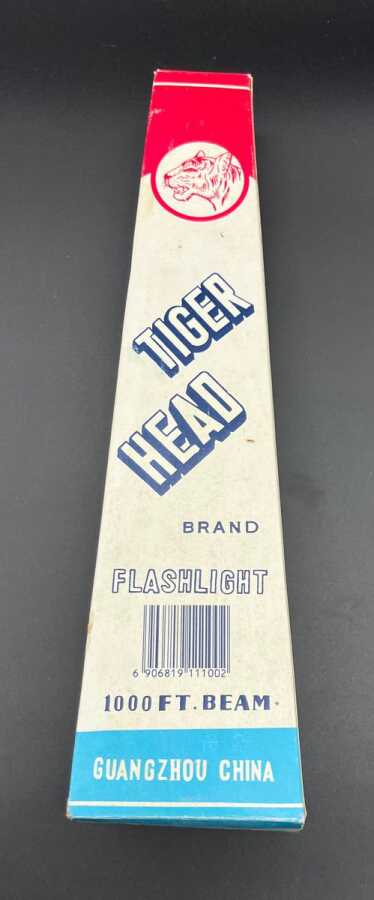 TIGER
HEAD
BRAND
FLASHLIGHT
6 906819 111002
1000 FT. BEAM.
GUANGZHOU CHINA